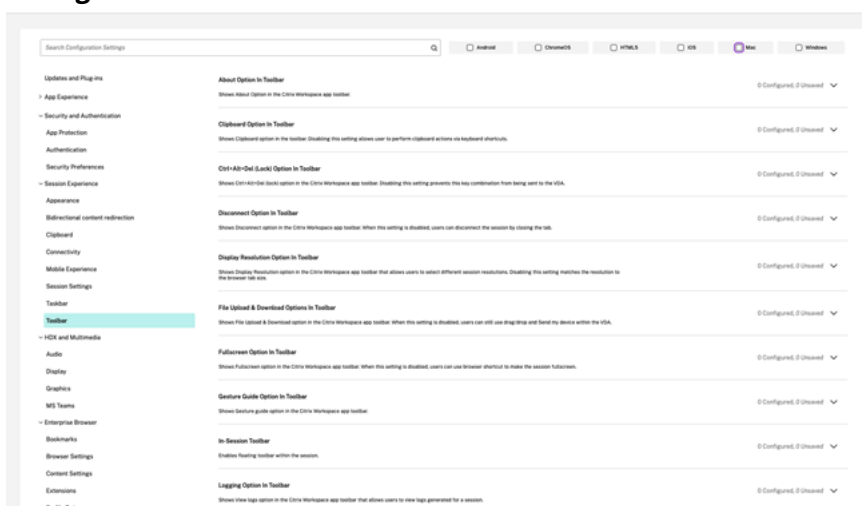 Search Configuration Settings
Android
ChromeOS
HTML5
iOS
Mac
Windows
Updates and Plug-ins
App Experience
Security and Authentication
App Protection
Authentication
Security Preferences
Session Experience
Appearance
Bidirectional content redirection
Clipboard
Connectivity
Mobile Experience
Session Settings
Taskbar
Toolbar
HDX and Multimedia
Audio
Display
Graphics
MS Teams
Enterprise Browser
Bookmarks
Browser Settings
Content Settings
Extensions
About Option In Toolbar
0 Configured, 0 Unsaved
Shows About Option in the Citrix Workspace app toolbar
Clipboard Option In Toolbar
0 Configured, 0 Unsaved
Shows Clipboard option in the toolbar. Disabling this setting allows user to perform clipboard actions via keyboard shortcuts.
Ctrl+Alt+Del (Lock) Option In Toolbar
0 Configured, 0 Unsaved
Shows Ctrl+Alt+Del (lock) option in the Citrix Workspace app toolbar. Disabling this setting prevents this key combination from being sent to the VDA.
Disconnect Option In Toolbar
0 Configured, 0 Unsaved
Shows Disconnect option in the Citrix Workspace app toolbar. When this setting is disabled, users can disconnect the session by closing the tab.
Display Resolution Option In Toolbar
0 Configured, 0 Unsaved
Shows Display Resolution option in the Citrix Workspace app toolbar that allows users to select different session resolutions. Disabling this setting matches the resolution to
the browser tab size.
File Upload & Download Options In Toolbar
0 Configured, 0 Unsaved
Shows File Upload & Download option in the Citrix Workspace app toolbar. When this setting is disabled, users can still use drag/drop and Send my device within the VDA.
Fullscreen Option In Toolbar
0 Configured, 0 Unsaved
Shows Fullscreen option in the Citrix Workspace app toolbar. When this setting is disabled, users can use browser shortcut to make the session fullscreen.
Gesture Guide Option In Toolbar
0 Configured, 0 Unsaved
Shows Gesture guide option in the Citrix Workspace app toolbar.
In-Session Toolbar
0 Configured, 0 Unsaved
Enables floating toolbar within the session.
Logging Option In Toolbar
0 Configured, 0 Unsaved
Shows View logs option in the Citrix Workspace app toolbar that allows users to view logs generated for a session.